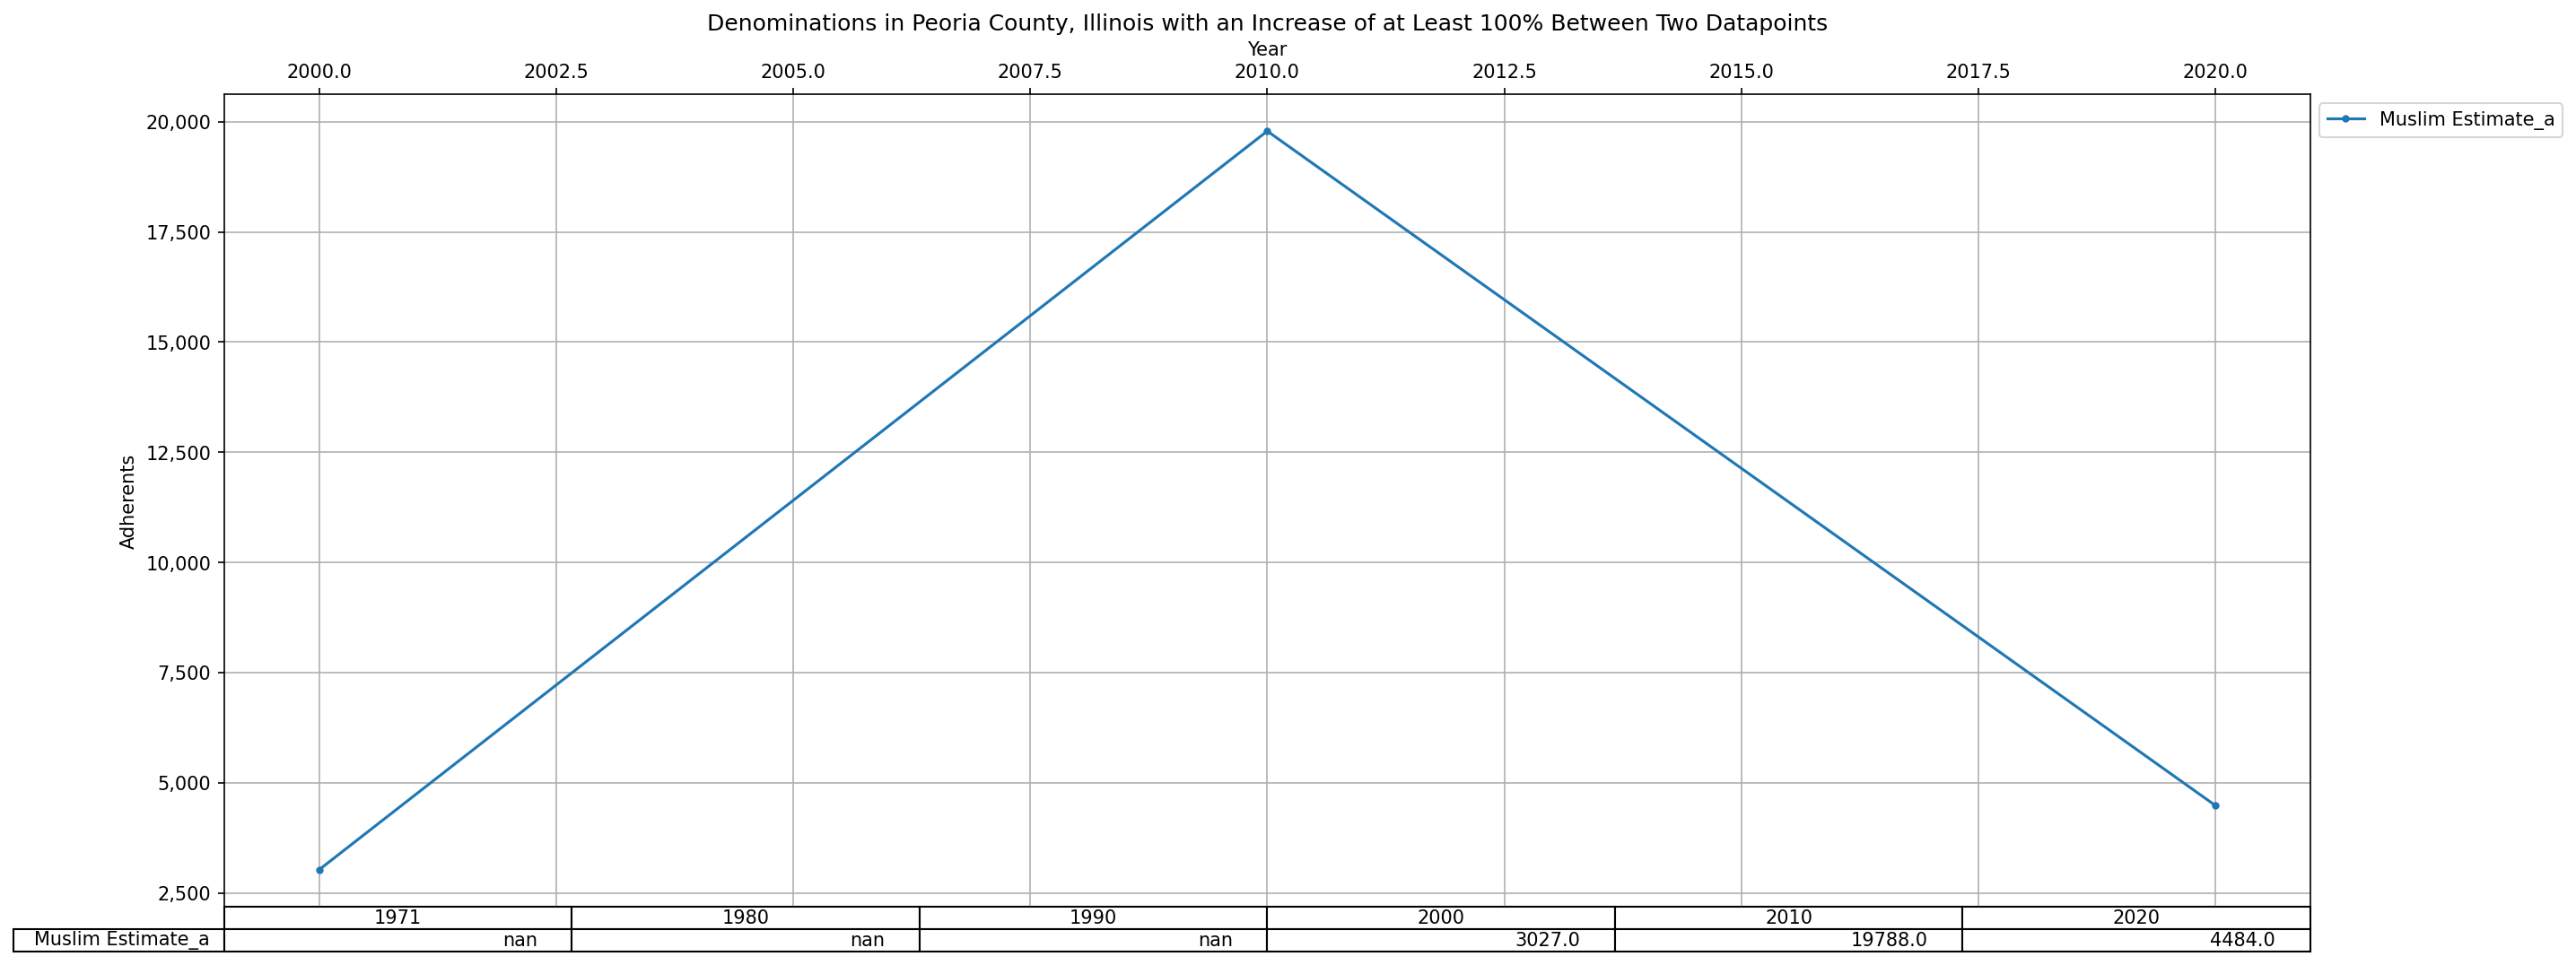 Denominations in Peoria County, Illinois with an Increase of at Least 100% Between Two Datapoints
Year
2000.0 2002.5 2005.0 2007.5 2010.0 2012.5 2015.0 2017.5 2020.0
Muslim Estimate_a
20,000
17,500
15,000
12,500
10,000
7,500
5,000
2,500
Adherents
1971 1980 1990 2000 2010 2020
Muslim Estimate_a nan nan nan 3027.0 19788.0 4484.0